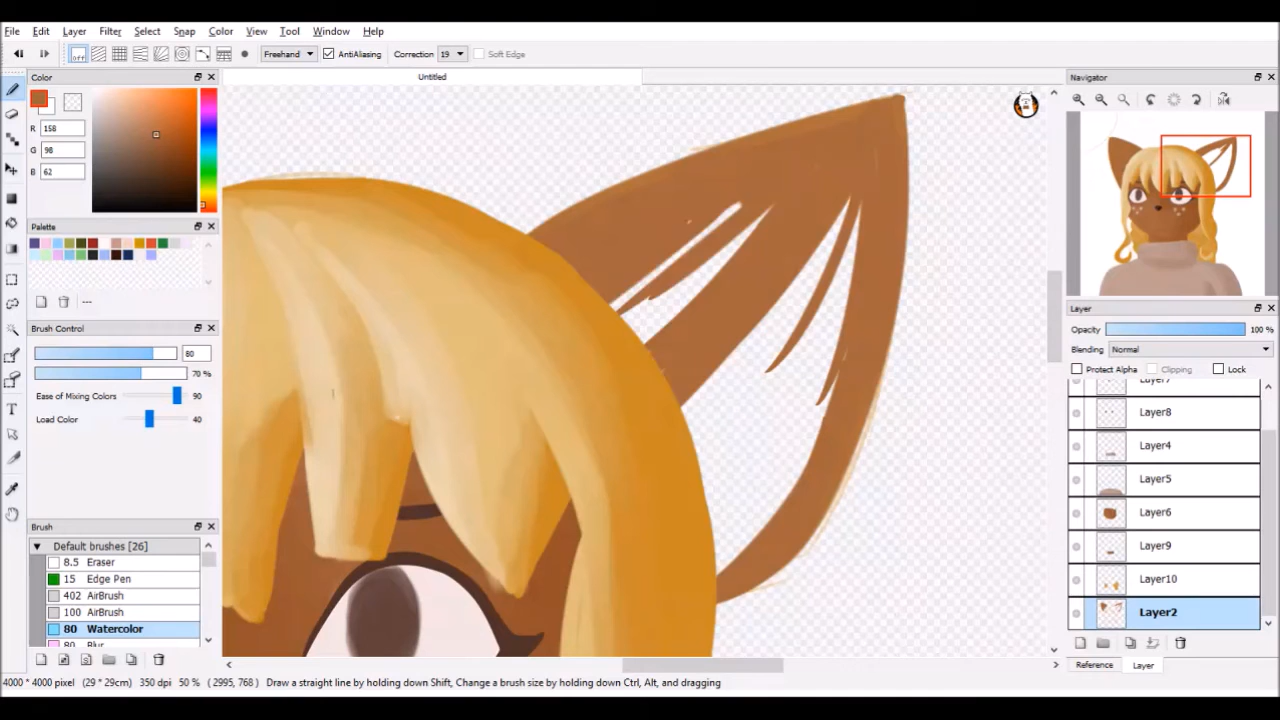 File Edit Layer Filter Select Snap Color View Tool Window Help
off Freehand AntiAliasing Correction 19 Soft Edge
Color
R 158
G 98
B 62
Palette
---
Brush Control
80
70 %
Ease of Mixing Colors 90
Load Color 40
Brush
Default brushes [26]
8.5 Eraser
15 Edge Pen
402 AirBrush
100 AirBrush
80 Watercolor
80 Blur
Untitled
Navigator
Layer
Opacity 100 %
Blending Normal
Protect Alpha Clipping Lock
Layer7
Layer8
Layer4
Layer5
Layer6
Layer9
Layer10
Layer2
Reference Layer
4000 * 4000 pixel (29 * 29cm) 350 dpi 50 % ( 2995, 768 ) Draw a straight line by holding down Shift, Change a brush size by holding down Ctrl, Alt, and dragging